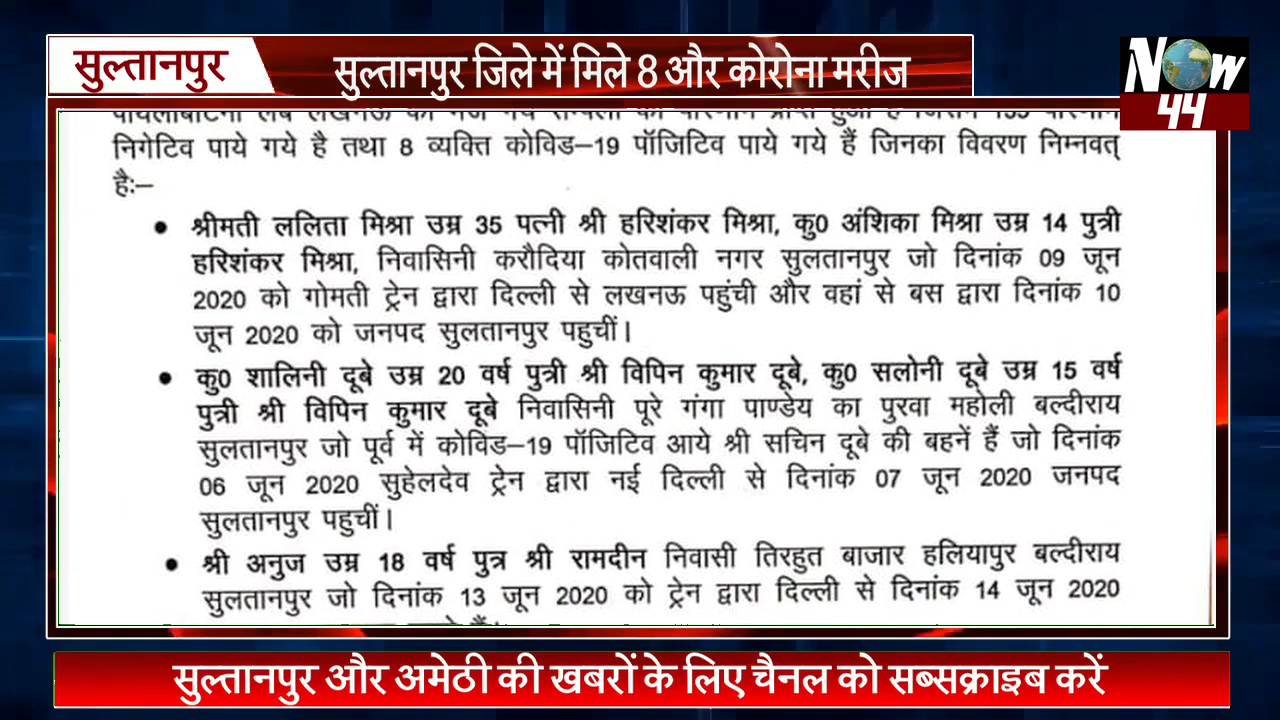 सुल्तानपुर
सुल्तानपुर जिले में मिले 8 और कोरोना मरीज
NOW
44
निगेटिव पाये गये है तथा 8 व्यक्ति कोविड–19 पॉजिटिव पाये गये हैं जिनका विवरण निम्नवत्
है:–
• श्रीमती ललिता मिश्रा उम्र 35 पत्नी श्री हरिशंकर मिश्रा, कु0 अंशिका मिश्रा उम्र 14 पुत्री
हरिशंकर मिश्रा, निवासिनी करौदिया कोतवाली नगर सुलतानपुर जो दिनांक 09 जून
2020 को गोमती ट्रेन द्वारा दिल्ली से लखनऊ पहुंची और वहां से बस द्वारा दिनांक 10
जून 2020 को जनपद सुलतानपुर पहुचीं।
• कु0 शालिनी दूबे उम्र 20 वर्ष पुत्री श्री विपिन कुमार दूबे, कु0 सलोनी दूबे उम्र 15 वर्ष
पुत्री श्री विपिन कुमार दूबे निवासिनी पूरे गंगा पाण्डेय का पुरवा महोली बल्दीराय
सुलतानपुर जो पूर्व में कोविड–19 पॉजिटिव आये श्री सचिन दूबे की बहनें हैं जो दिनांक
06 जून 2020 सुहेलदेव ट्रेन द्वारा नई दिल्ली से दिनांक 07 जून 2020 जनपद
सुलतानपुर पहुचीं।
• श्री अनुज उम्र 18 वर्ष पुत्र श्री रामदीन निवासी तिरहुत बाजार हलियापुर बल्दीराय
सुलतानपुर जो दिनांक 13 जून 2020 को ट्रेन द्वारा दिल्ली से दिनांक 14 जून 2020
सुल्तानपुर और अमेठी की खबरों के लिए चैनल को सब्सक्राइब करें